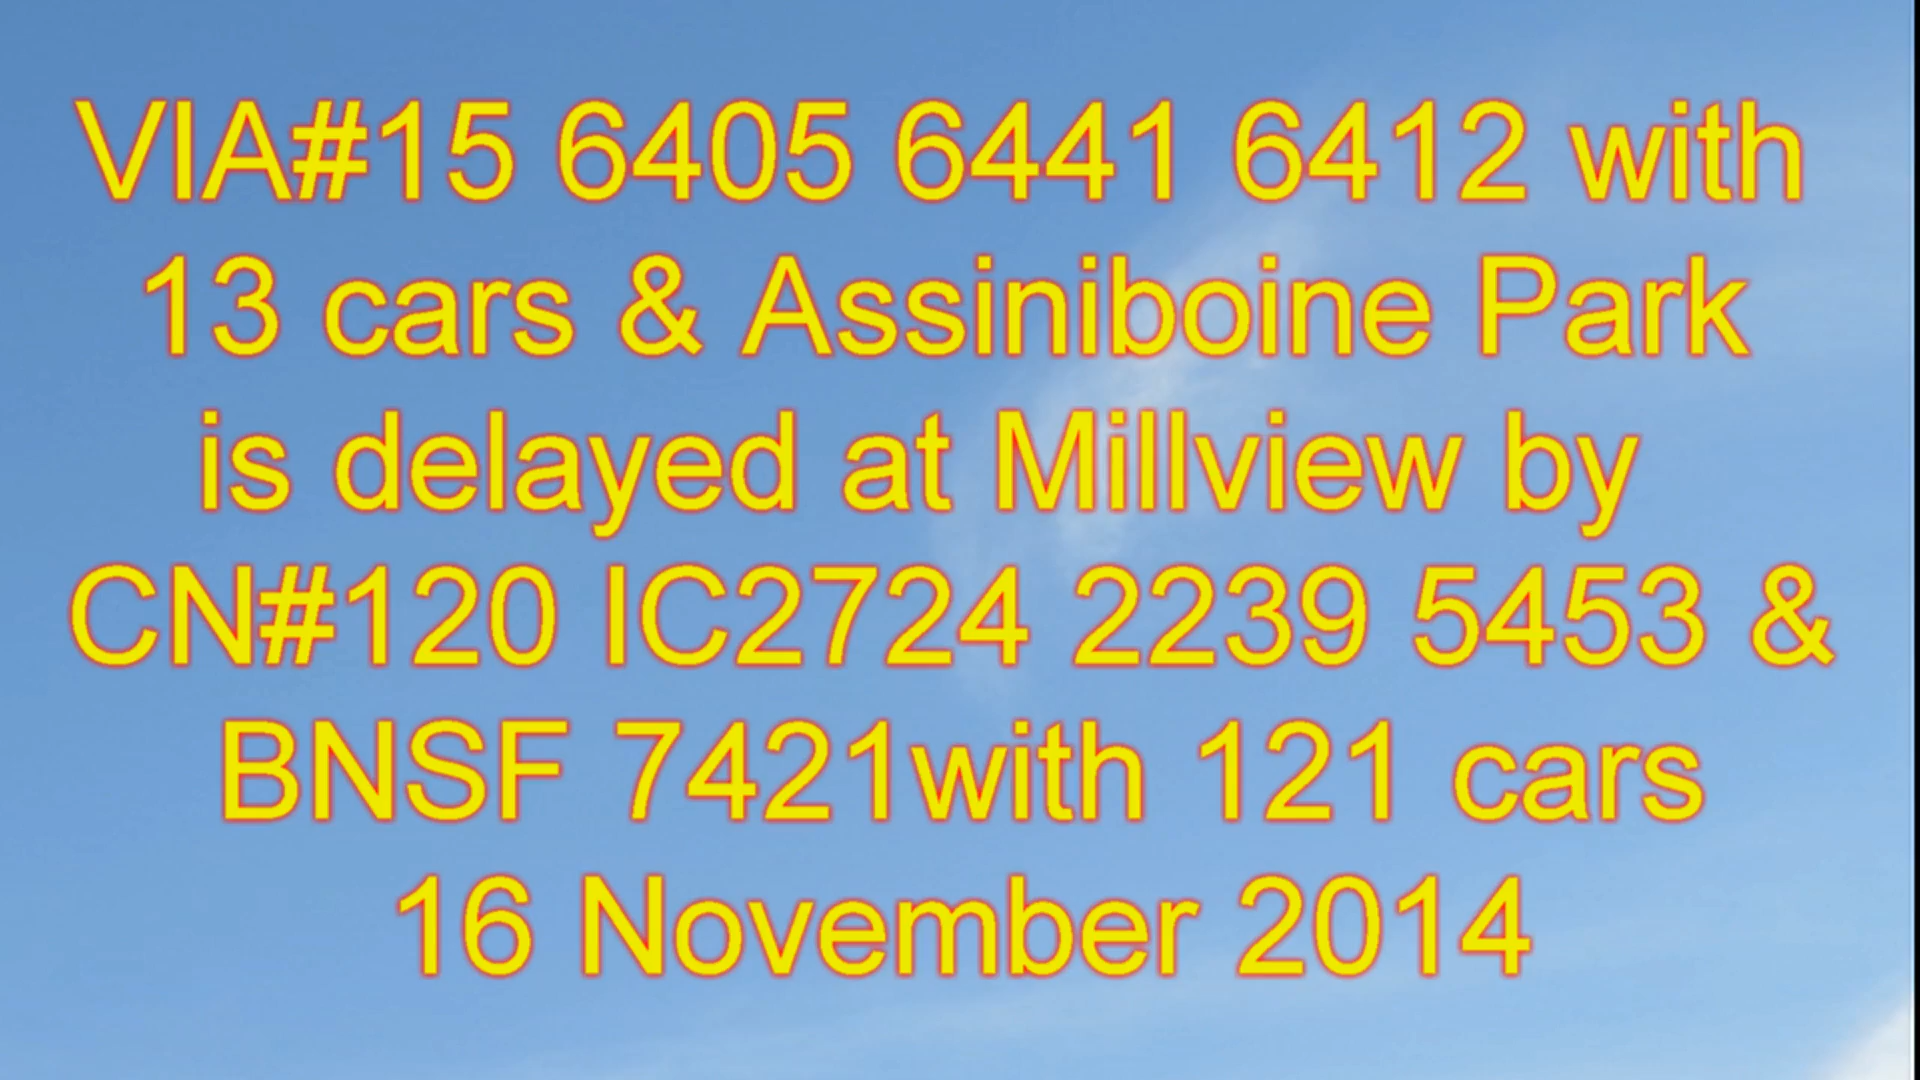 VIA#15 6405 6441 6412 with
13 cars & Assiniboine Park
is delayed at Millview by
CN#120 IC2724 2239 5453 &
BNSF 7421with 121 cars
16 November 2014